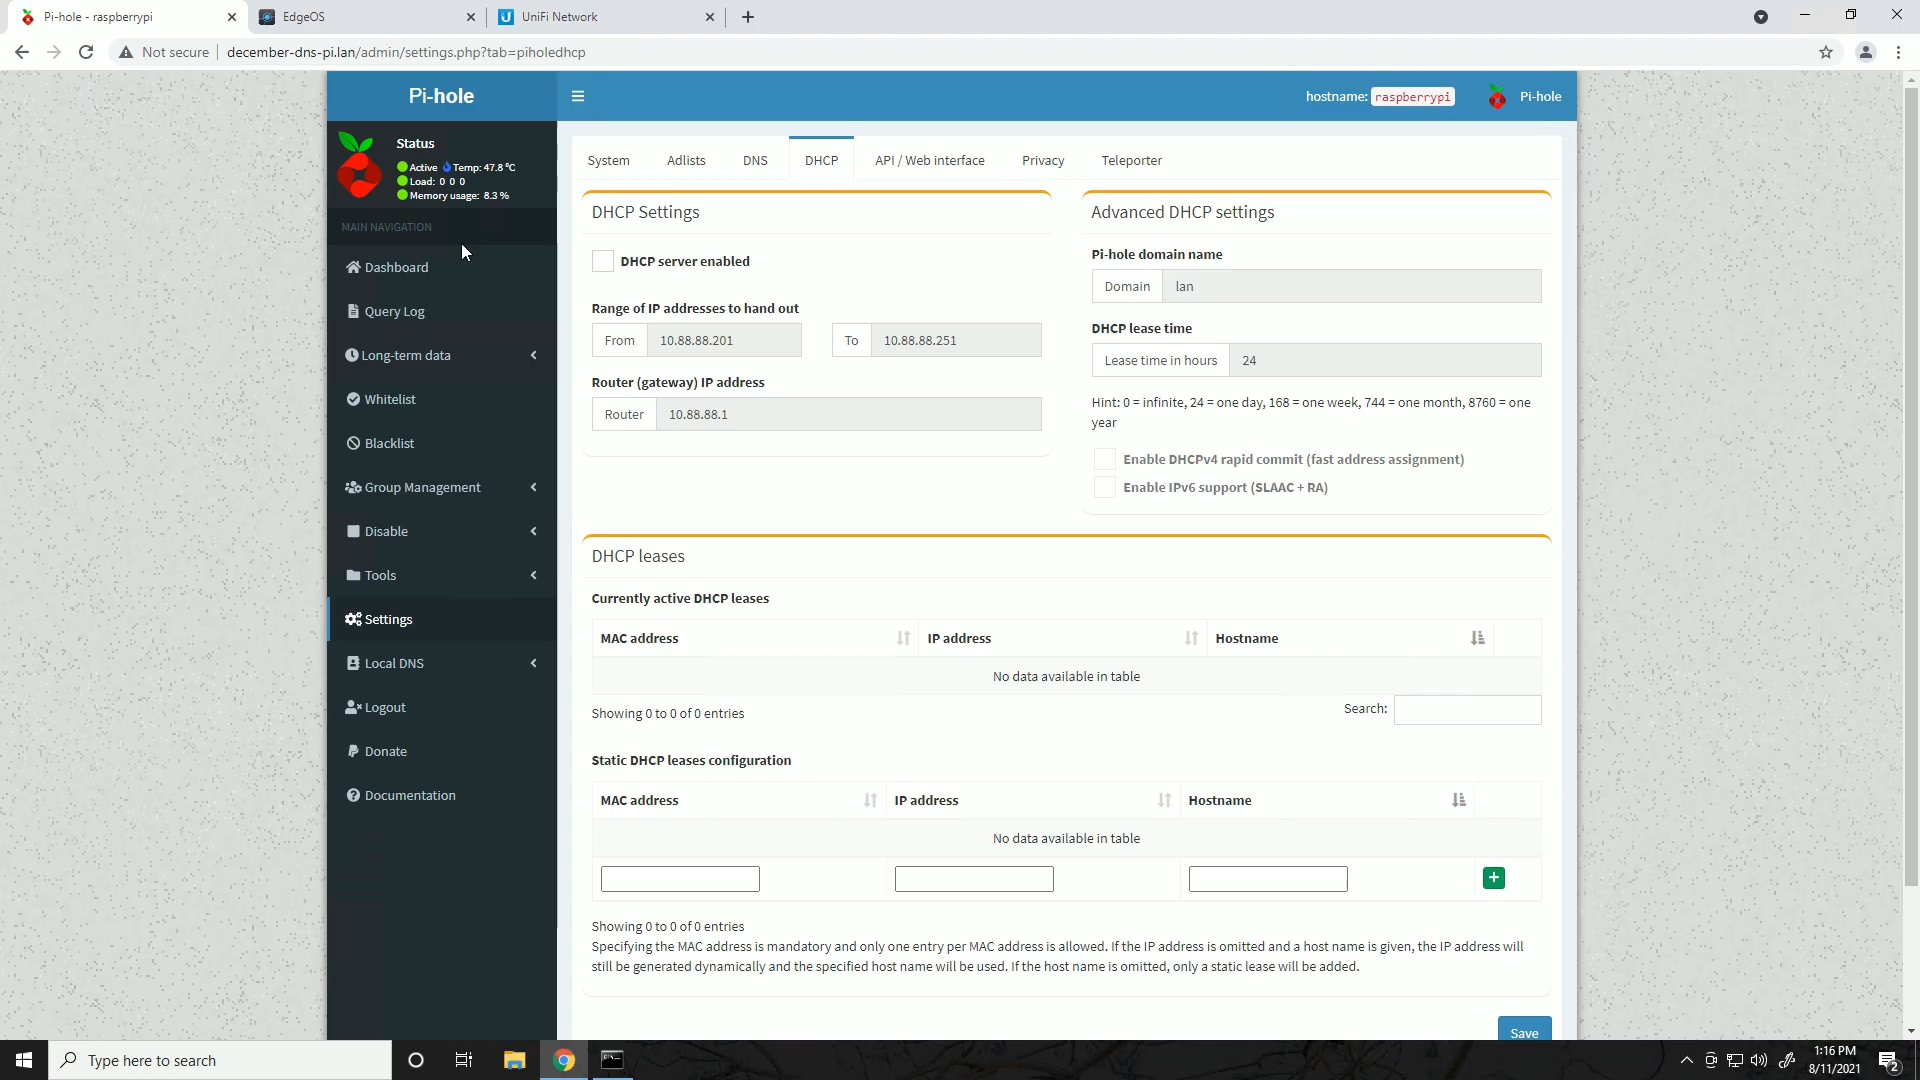 Pi-hole - raspberrypi
EdgeOS
UniFi Network
Not secure
december-dns-pi.lan/admin/settings.php?tab=piholedhcp
Pi-hole
hostname: raspberrypi
Pi-hole
Status
Active Temp: 47.8 °C
Load: 0 0 0
Memory usage: 8.3 %
MAIN NAVIGATION
Dashboard
Query Log
Long-term data
Whitelist
Blacklist
Group Management
Disable
Tools
Settings
Local DNS
Logout
Donate
Documentation
System
Adlists
DNS
DHCP
API / Web interface
Privacy
Teleporter
DHCP Settings
DHCP server enabled
Range of IP addresses to hand out
From 10.88.88.201
To 10.88.88.251
Router (gateway) IP address
Router 10.88.88.1
Advanced DHCP settings
Pi-hole domain name
Domain lan
DHCP lease time
Lease time in hours 24
Hint: 0 = infinite, 24 = one day, 168 = one week, 744 = one month, 8760 = one
year
Enable DHCPv4 rapid commit (fast address assignment)
Enable IPv6 support (SLAAC + RA)
DHCP leases
Currently active DHCP leases
MAC address IP address Hostname
No data available in table
Showing 0 to 0 of 0 entries
Search:
Static DHCP leases configuration
MAC address IP address Hostname
No data available in table
Showing 0 to 0 of 0 entries
Specifying the MAC address is mandatory and only one entry per MAC address is allowed. If the IP address is omitted and a host name is given, the IP address will
still be generated dynamically and the specified host name will be used. If the host name is omitted, only a static lease will be added.
Save
Type here to search
1:16 PM
8/11/2021
2